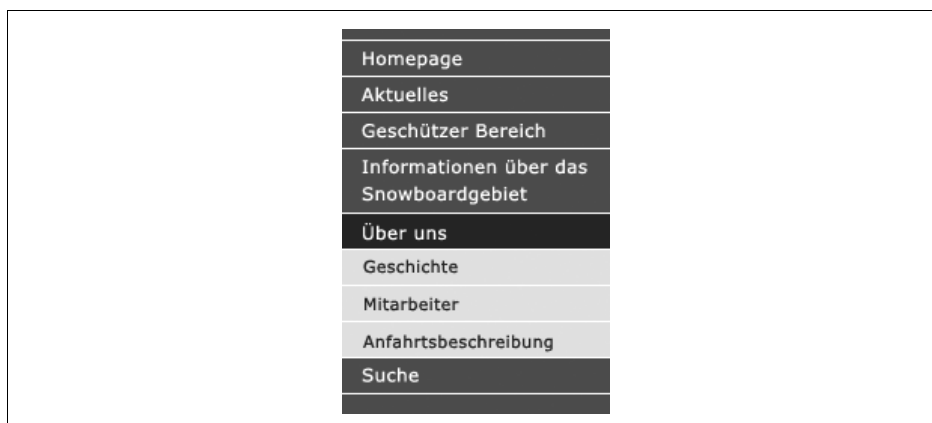 Homepage
Aktuelles
Geschützer Bereich
Informationen über das
Snowboardgebiet
Über uns
Geschichte
Mitarbeiter
Anfahrtsbeschreibung
Suche